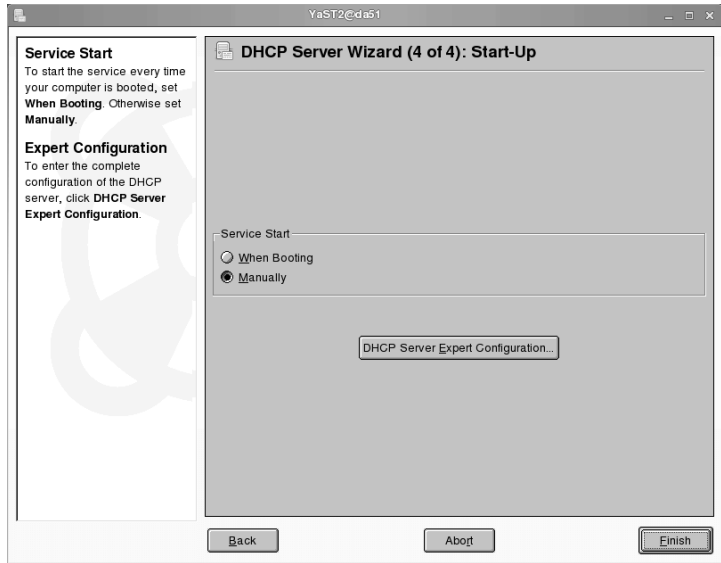 YaST2@da51
Service Start
To start the service every time
your computer is booted, set
When Booting. Otherwise set
Manually.
Expert Configuration
To enter the complete
configuration of the DHCP
server, click DHCP Server
Expert Configuration.
DHCP Server Wizard (4 of 4): Start-Up
Service Start
When Booting
Manually
DHCP Server Expert Configuration...
Back
Abort
Finish